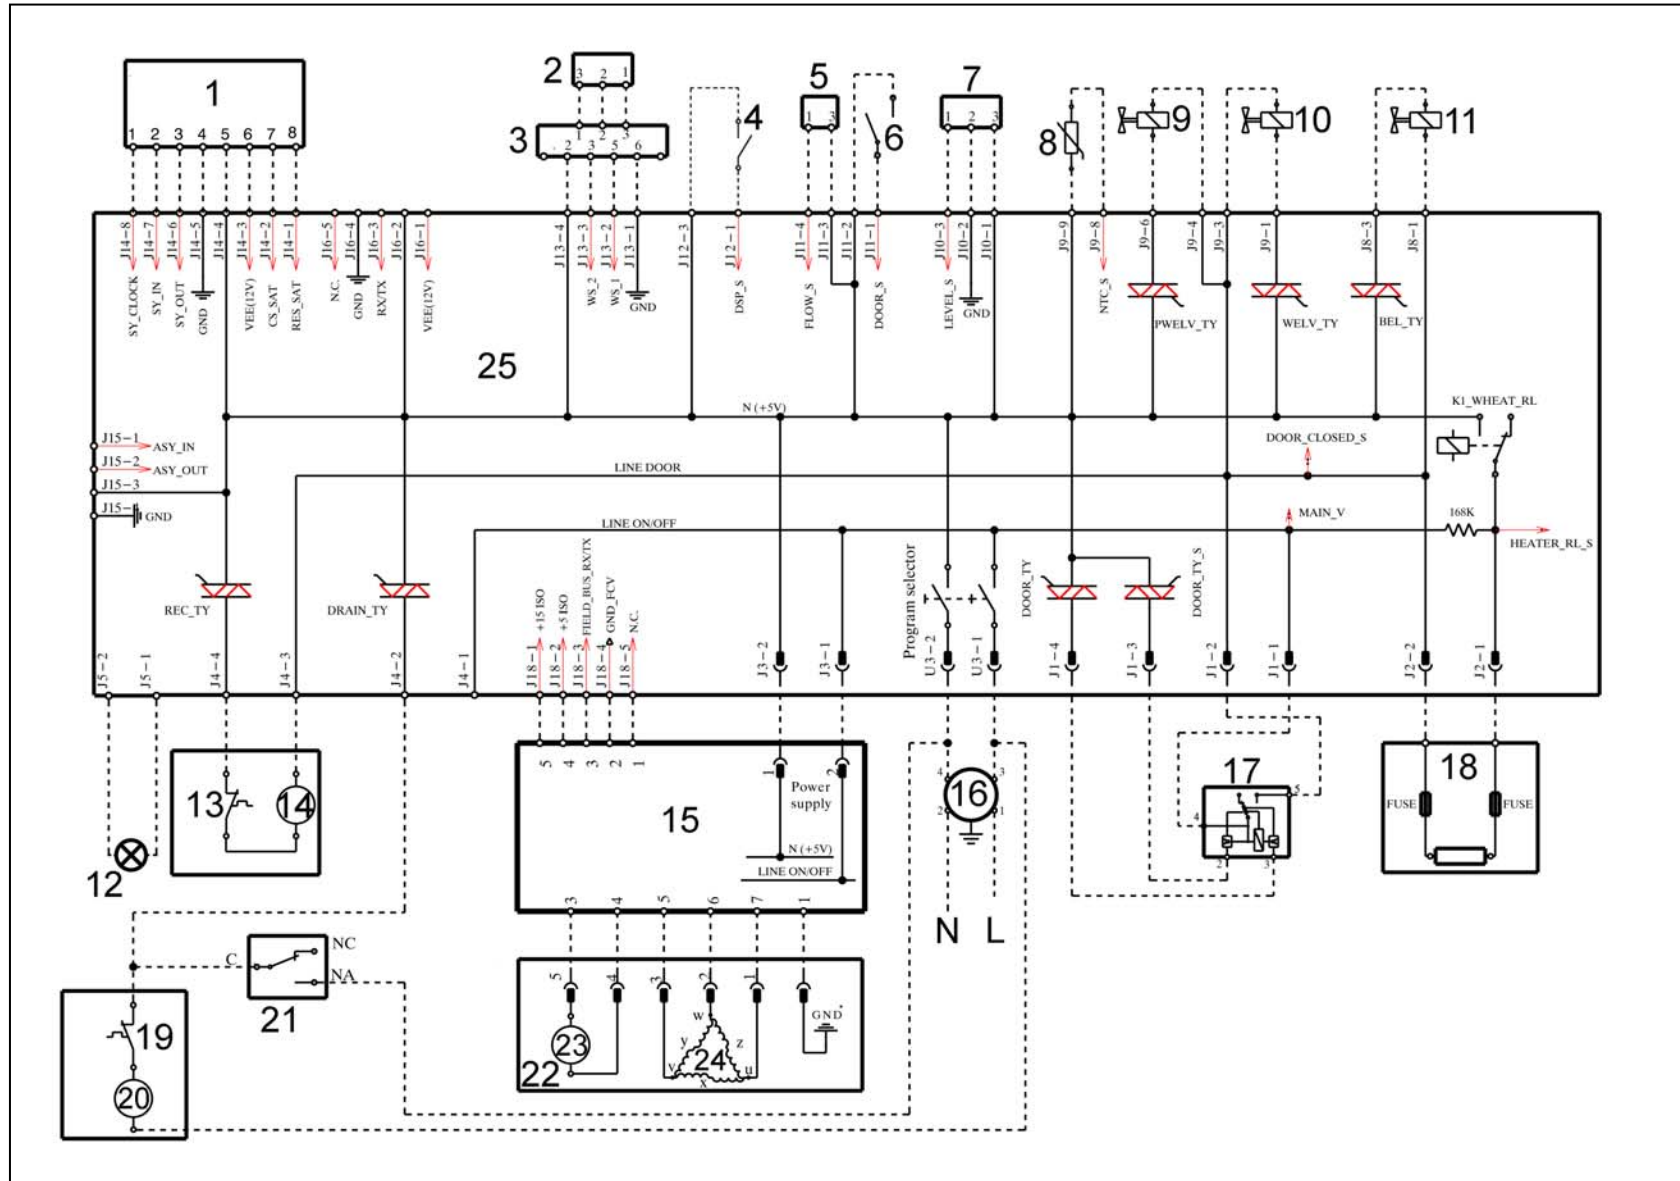 1
1 2 3 4 5 6 7 8
2
3 2 1
3
1 2 3
2 3 5 6
4
5
1 3
6
7
1 2 3
8
9
10
11
J14-8
J14-7
J14-6
J14-5
J14-4
J14-3
J14-2
J14-1
J16-5
J16-4
J16-3
J16-2
J16-1
J13-4
J13-3
J13-2
J13-1
J12-3
J12-1
J11-4
J11-3
J11-2
J11-1
J10-3
J10-2
J10-1
J9-9
J9-8
J9-6
J9-4
J9-3
J9-1
J8-3
J8-1
SY_CLOCK
SY_IN
SY_OUT
GND
VEE(12V)
CS_SAT
RES_SAT
N.C.
GND
RX/TX
VEE(12V)
WS_2
WS_1
GND
DSP_S
FLOW_S
DOOR_S
LEVEL_S
GND
NTC_S
PWELV_TY
WELV_TY
BEL_TY
25
N (+5V)
K1_WHEAT_RL
J15-1
ASY_IN
J15-2
ASY_OUT
J15-3
J15-
GND
LINE DOOR
DOOR_CLOSED_S
LINE ON/OFF
MAIN_V
168K
HEATER_RL_S
REC_TY
DRAIN_TY
+15 ISO
+5 ISO
FIELD_BUS_RX/TX
GND_FCV
N.C.
Program selector
DOOR_TY
DOOR_TY_S
J5-2
J5-1
J4-4
J4-3
J4-2
J4-1
J18-1
J18-2
J18-3
J18-4
J18-5
J3-2
J3-1
U3-2
U3-1
J1-4
J1-3
J1-2
J1-1
J2-2
J2-1
5 4 3 2 1
1 2
Power
supply
15
N (+5V)
LINE ON/OFF
3 4 5 6 7 1
12
13
14
16
4 3
2 1
N L
17
5
4
2 3
18
FUSE
FUSE
C
NC
NA
21
19
20
5 4 3 2 1
GND*
w
y z
v x u
22
23
24